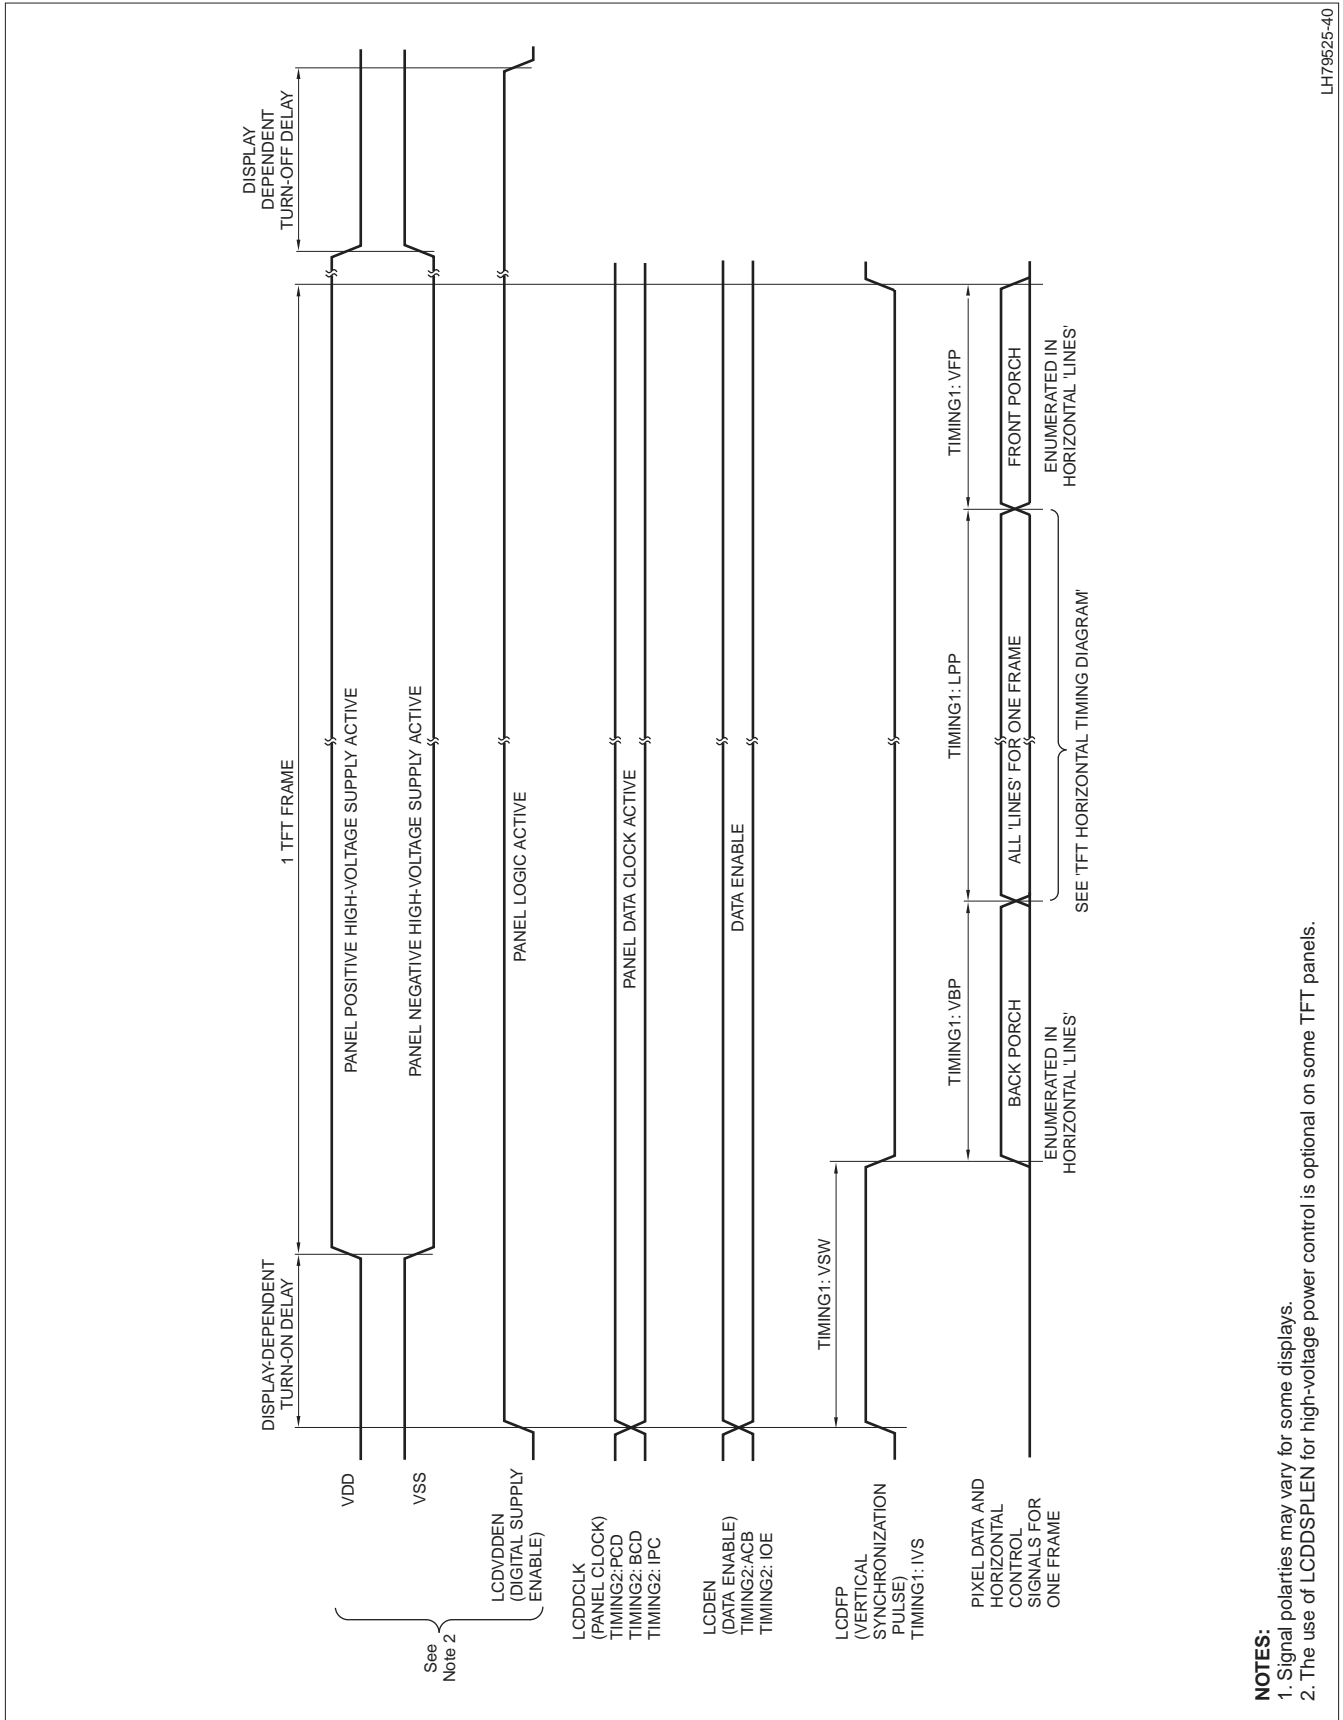 1 TFT FRAME
DISPLAY-DEPENDENT
TURN-ON DELAY
DISPLAY
DEPENDENT
TURN-OFF DELAY
VDD
PANEL POSITIVE HIGH-VOLTAGE SUPPLY ACTIVE
VSS
PANEL NEGATIVE HIGH-VOLTAGE SUPPLY ACTIVE
See
Note 2
LCDVDDEN
(DIGITAL SUPPLY
ENABLE)
PANEL LOGIC ACTIVE
LCDDCLK
(PANEL CLOCK)
TIMING2:PCD
TIMING2: BCD
TIMING2: IPC
PANEL DATA CLOCK ACTIVE
LCDEN
(DATA ENABLE)
TIMING2:ACB
TIMING2: IOE
DATA ENABLE
TIMING1: VSW
LCDFP
(VERTICAL
SYNCHRONIZATION
PULSE)
TIMING1: IVS
TIMING1: VBP
TIMING1: LPP
TIMING1: VFP
PIXEL DATA AND
HORIZONTAL
CONTROL
SIGNALS FOR
ONE FRAME
BACK PORCH
ALL 'LINES' FOR ONE FRAME
FRONT PORCH
ENUMERATED IN
HORIZONTAL 'LINES'
SEE 'TFT HORIZONTAL TIMING DIAGRAM'
ENUMERATED IN
HORIZONTAL 'LINES'
NOTES:
1. Signal polarties may vary for some displays.
2. The use of LCDDSPLEN for high-voltage power control is optional on some TFT panels.
LH79525-40